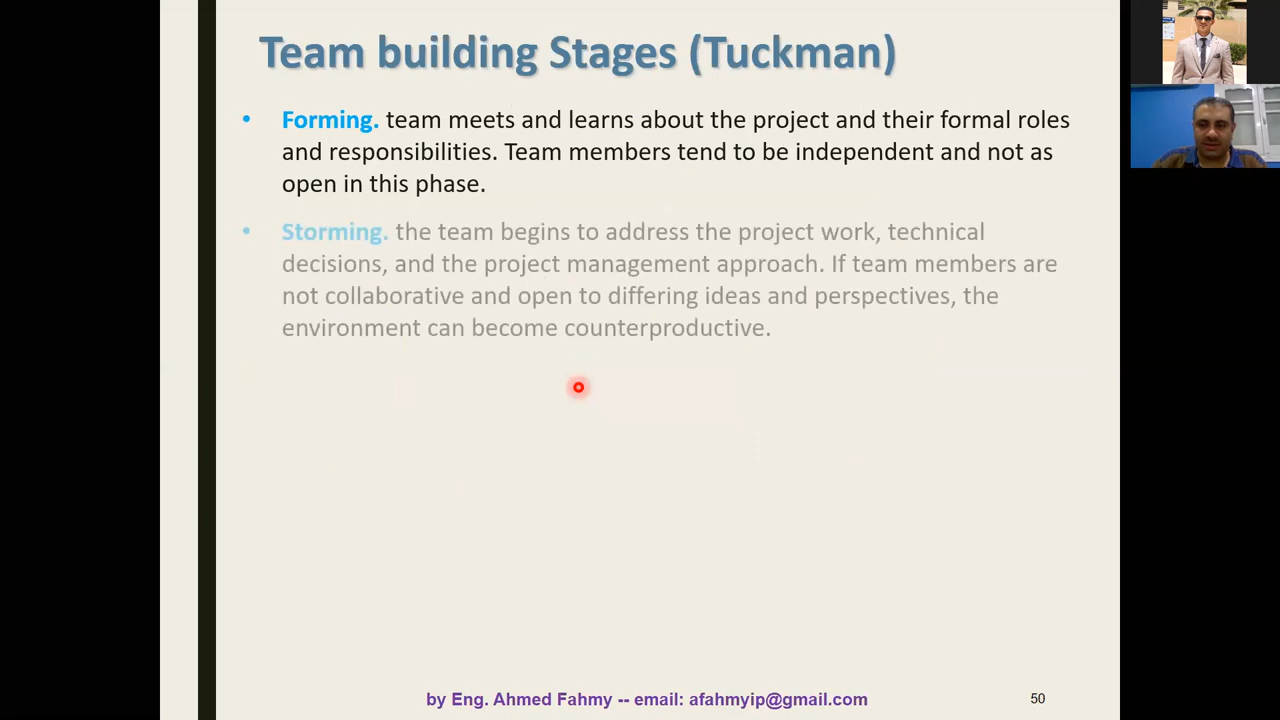 Team building Stages (Tuckman)
• Forming. team meets and learns about the project and their formal roles
and responsibilities. Team members tend to be independent and not as
open in this phase.
• Storming. the team begins to address the project work, technical
decisions, and the project management approach. If team members are
not collaborative and open to differing ideas and perspectives, the
environment can become counterproductive.
by Eng. Ahmed Fahmy -- email: afahmyip@gmail.com
50